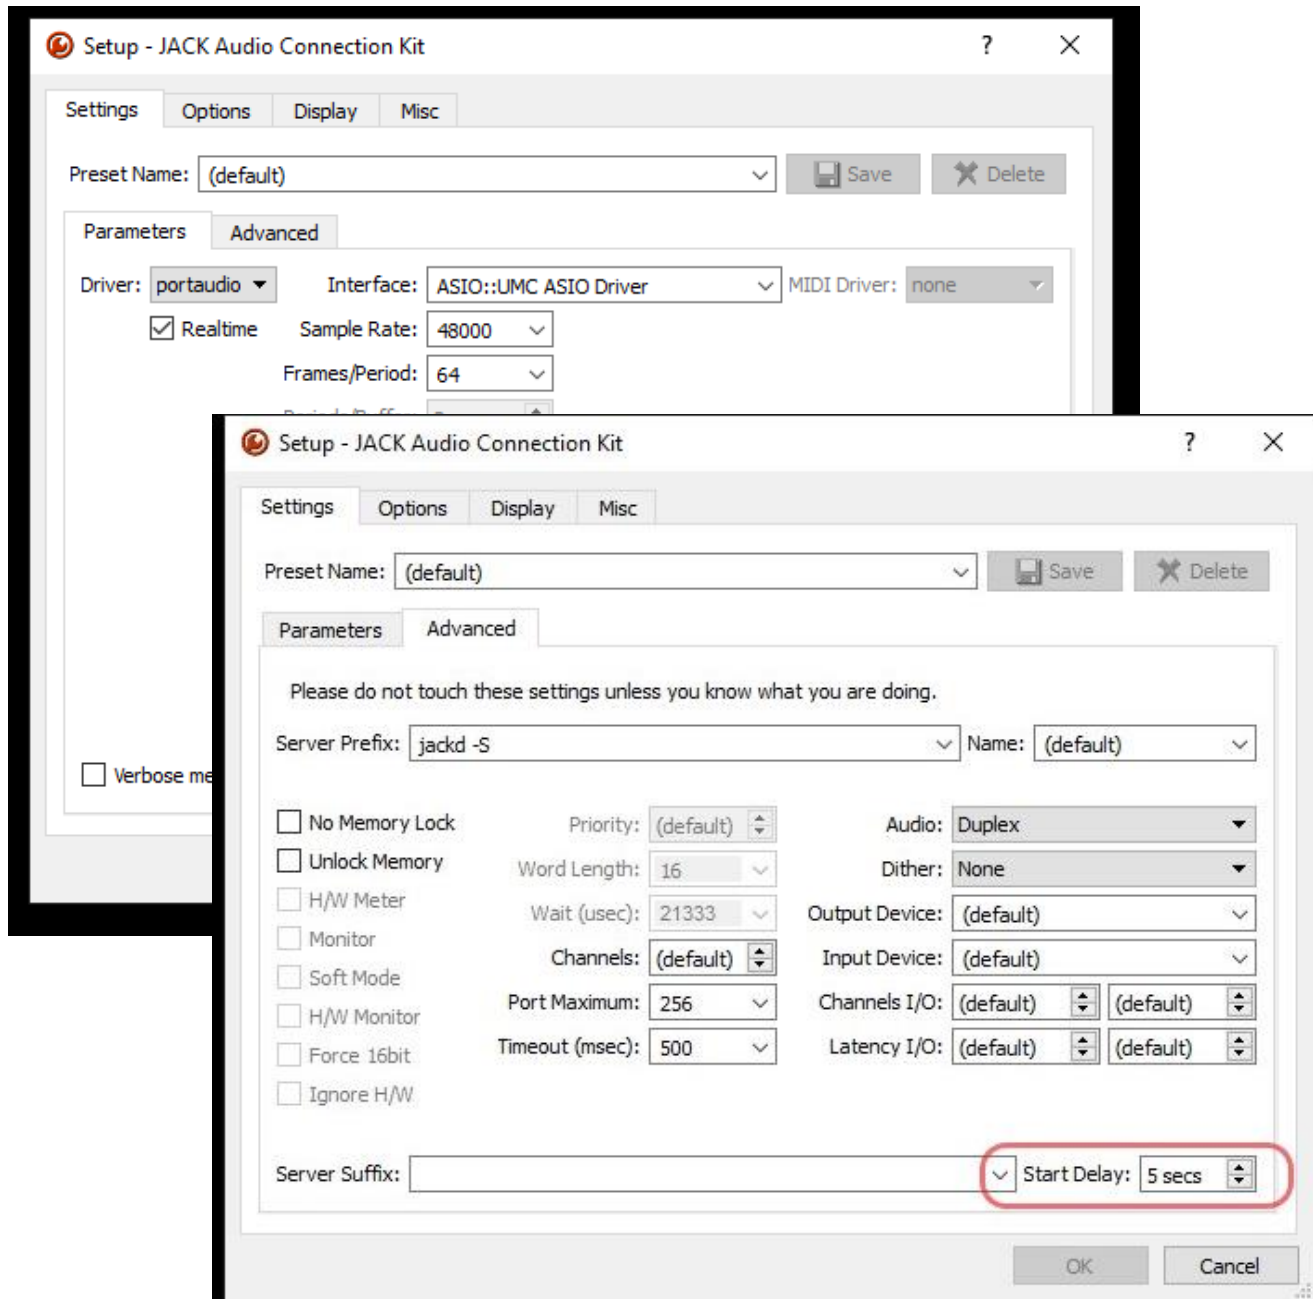 Setup - JACK Audio Connection Kit ?
Settings Options Display Misc
Preset Name: (default) Save Delete
Parameters Advanced
Driver: portaudio Interface: ASIO::UMC ASIO Driver MIDI Driver: none
Realtime Sample Rate: 48000
Frames/Period: 64
Verbose me
Setup - JACK Audio Connection Kit ?
Settings Options Display Misc
Preset Name: (default) Save Delete
Parameters Advanced
Please do not touch these settings unless you know what you are doing.
Server Prefix: jackd -S Name: (default)
No Memory Lock Priority: (default) Audio: Duplex
Unlock Memory Word Length: 16 Dither: None
H/W Meter Wait (usec): 21333 Output Device: (default)
Monitor Channels: (default) Input Device: (default)
Soft Mode Port Maximum: 256 Channels I/O: (default) (default)
H/W Monitor Timeout (msec): 500 Latency I/O: (default) (default)
Force 16bit
Ignore H/W
Server Suffix: Start Delay: 5 secs
OK Cancel